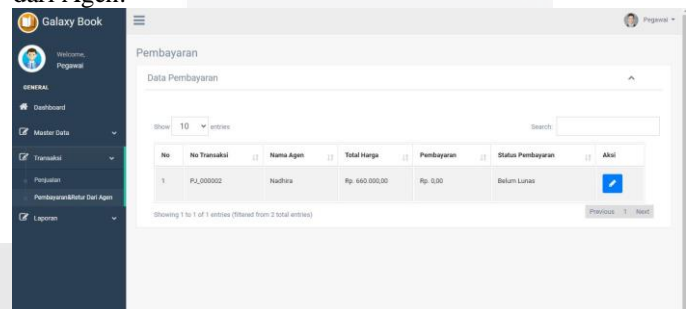 dari Agen.
Galaxy Book
Pegawai
Welcome,
Pegawai
GENERAL
Dashboard
Master Data
Transaksi
Penjualan
Pembayaran&Retur Dari Agen
Laporan
Pembayaran
Data Pembayaran
Show 10 entries
Search:
No No Transaksi Nama Agen Total Harga Pembayaran Status Pembayaran Aksi
1 PJ_000002 Nadhira Rp. 660.000,00 Rp. 0,00 Belum Lunas
Showing 1 to 1 of 1 entries (filtered from 2 total entries)
Previous 1 Next